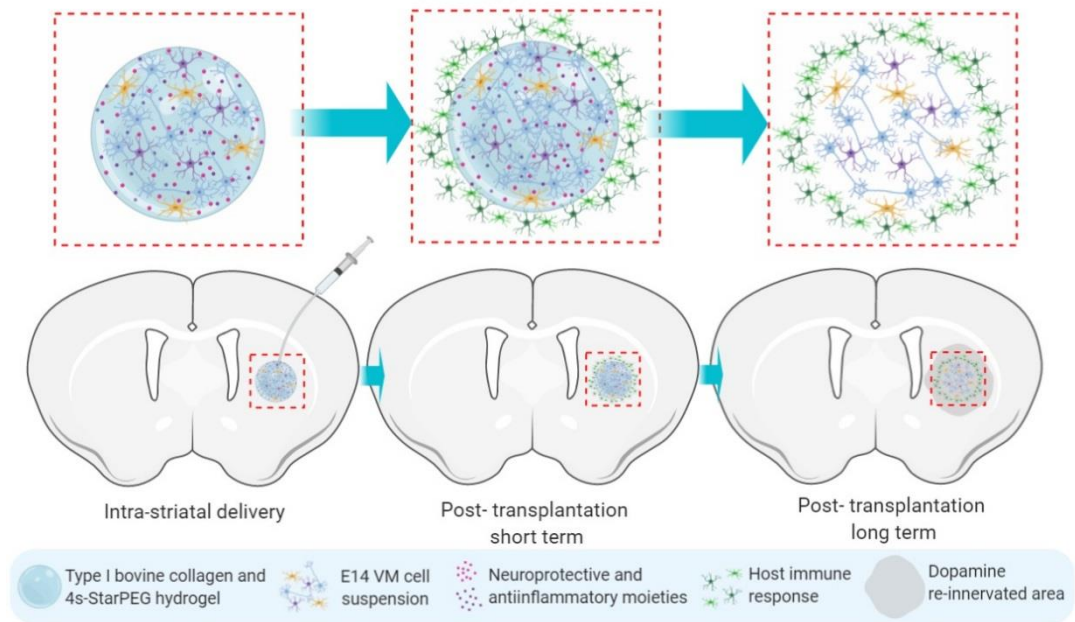 Intra-striatal delivery
Post- transplantation
short term
Post- transplantation
long term
Type I bovine collagen and
4s-StarPEG hydrogel
E14 VM cell
suspension
Neuroprotective and
antiinflammatory moieties
Host immune
response
Dopamine
re-innervated area